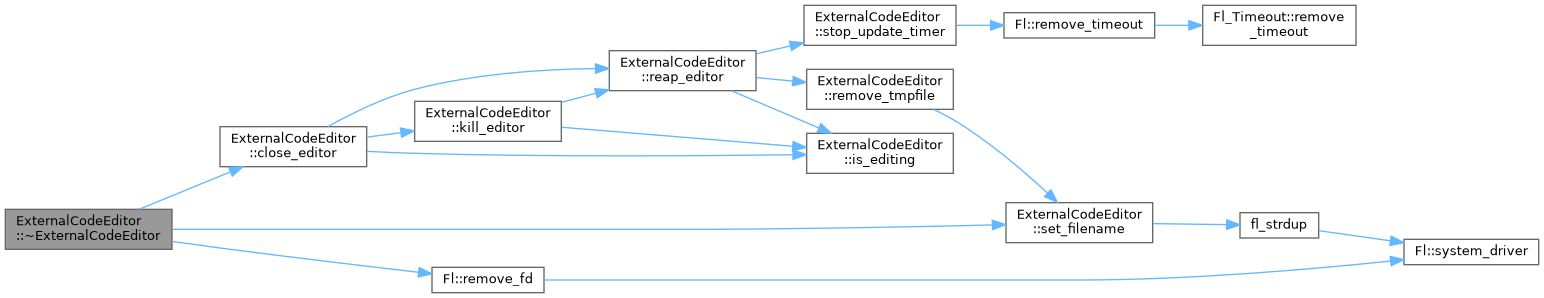 ExternalCodeEditor
::~ExternalCodeEditor
ExternalCodeEditor
::close_editor
ExternalCodeEditor
::kill_editor
ExternalCodeEditor
::reap_editor
ExternalCodeEditor
::stop_update_timer
Fl::remove_timeout
Fl_Timeout::remove
_timeout
ExternalCodeEditor
::remove_tmpfile
ExternalCodeEditor
::is_editing
ExternalCodeEditor
::set_filename
fl_strdup
Fl::system_driver
Fl::remove_fd